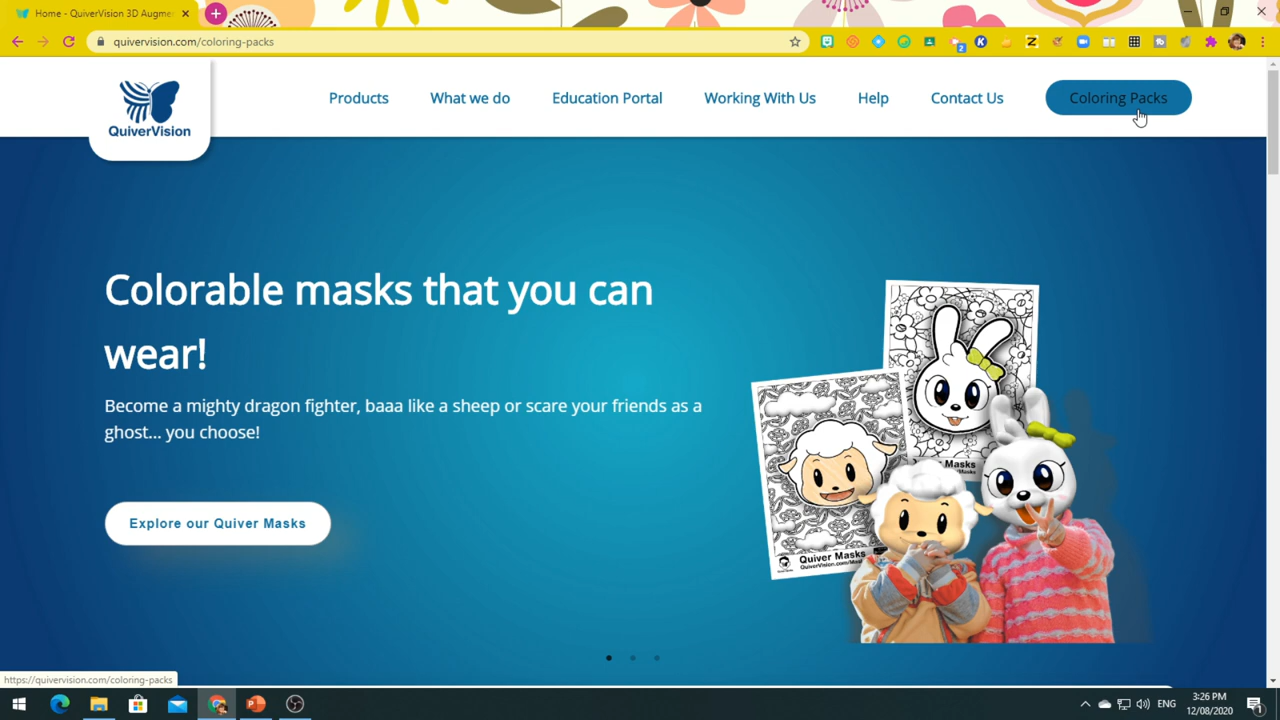 Home - QuiverVision 3D Augme
quivervision.com/coloring-packs
2
QuiverVision
Products
What we do
Education Portal
Working With Us
Help
Contact Us
Coloring Packs
Colorable masks that you can
wear!
Become a mighty dragon fighter, baaa like a sheep or scare your friends as a
ghost... you choose!
Explore our Quiver Masks
Masks
Quiver Masks
https://quivervision.com/coloring-packs
ENG
3:26 PM
12/08/2020
1